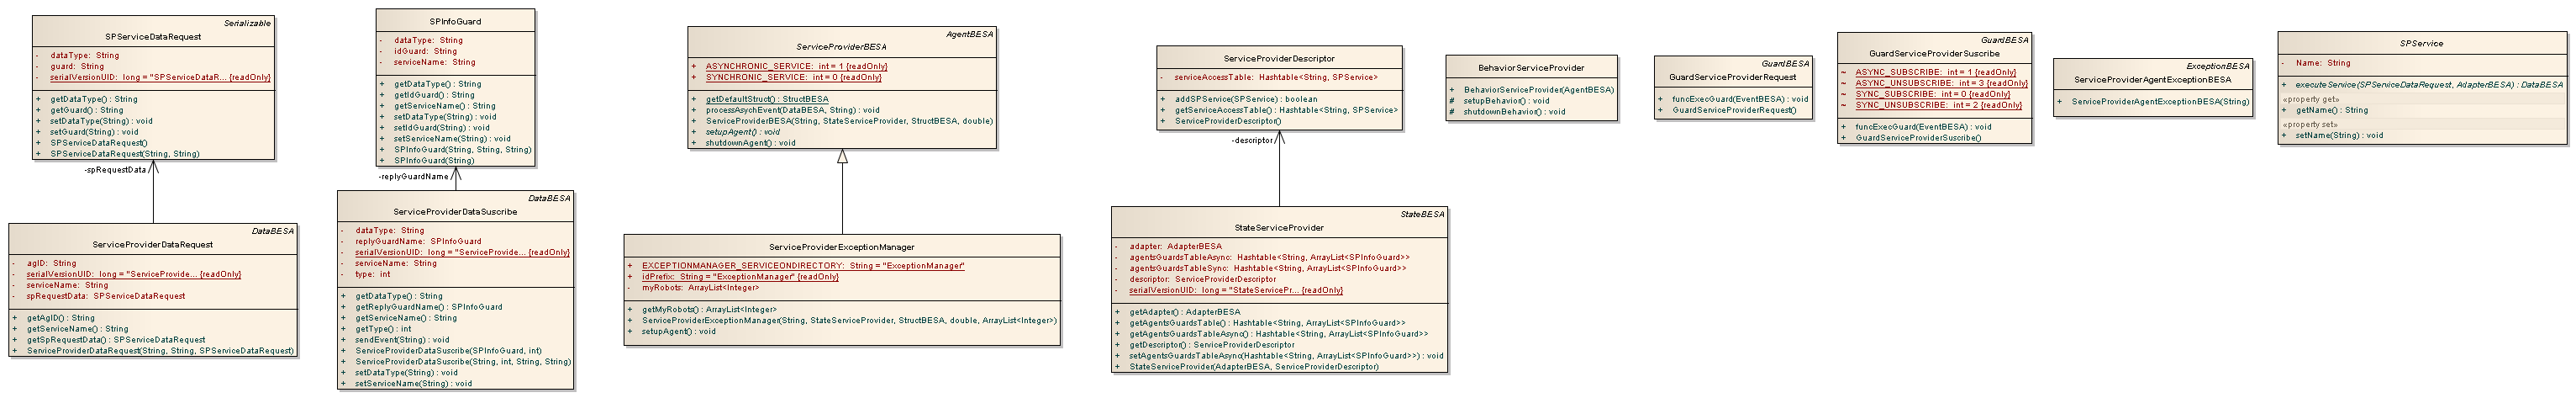 Serializable
SPServiceDataRequest
- dataType: String
- guard: String
- serialVersionUID: long = "SPServiceDataR... {readOnly}
+ getDataType() : String
+ getGuard() : String
+ setDataType(String) : void
+ setGuard(String) : void
+ SPServiceDataRequest()
+ SPServiceDataRequest(String, String)
-spRequestData
DataBESA
ServiceProviderDataRequest
- agID: String
- serialVersionUID: long = "ServiceProvide... {readOnly}
- serviceName: String
- spRequestData: SPServiceDataRequest
+ getAgID() : String
+ getServiceName() : String
+ getSpRequestData() : SPServiceDataRequest
+ ServiceProviderDataRequest(String, String, SPServiceDataRequest)
SPInfoGuard
- dataType: String
- idGuard: String
- serviceName: String
+ getDataType() : String
+ getIdGuard() : String
+ getServiceName() : String
+ setDataType(String) : void
+ setIdGuard(String) : void
+ setServiceName(String) : void
+ SPInfoGuard(String, String, String)
+ SPInfoGuard(String)
-replyGuardName
DataBESA
ServiceProviderDataSuscribe
- dataType: String
- replyGuardName: SPInfoGuard
- serialVersionUID: long = "ServiceProvide... {readOnly}
- serviceName: String
- type: int
+ getDataType() : String
+ getReplyGuardName() : SPInfoGuard
+ getServiceName() : String
+ getType() : int
+ sendEvent(String) : void
+ ServiceProviderDataSuscribe(SPInfoGuard, int)
+ ServiceProviderDataSuscribe(String, int, String, String)
+ setDataType(String) : void
+ setServiceName(String) : void
AgentBESA
ServiceProviderBESA
+ ASYNCHRONIC_SERVICE: int = 1 {readOnly}
+ SYNCHRONIC_SERVICE: int = 0 {readOnly}
+ getDefaultStruct() : StructBESA
+ processAsychEvent(DataBESA, String) : void
+ ServiceProviderBESA(String, StateServiceProvider, StructBESA, double)
+ setupAgent() : void
+ shutdownAgent() : void
ServiceProviderExceptionManager
+ EXCEPTIONMANAGER_SERVICEONDIRECTORY: String = "ExceptionManager"
+ idPrefix: String = "ExceptionManager" {readOnly}
- myRobots: ArrayList<Integer>
+ getMyRobots() : ArrayList<Integer>
+ ServiceProviderExceptionManager(String, StateServiceProvider, StructBESA, double, ArrayList<Integer>)
+ setupAgent() : void
ServiceProviderDescriptor
- serviceAccessTable: Hashtable<String, SPService>
+ addSPService(SPService) : boolean
+ getServiceAccessTable() : Hashtable<String, SPService>
+ ServiceProviderDescriptor()
-descriptor
StateBESA
StateServiceProvider
- adapter: AdapterBESA
- agentsGuardsTableAsync: Hashtable<String, ArrayList<SPInfoGuard>>
- agentsGuardsTableSync: Hashtable<String, ArrayList<SPInfoGuard>>
- descriptor: ServiceProviderDescriptor
- serialVersionUID: long = "StateServicePr... {readOnly}
+ getAdapter() : AdapterBESA
+ getAgentsGuardsTable() : Hashtable<String, ArrayList<SPInfoGuard>>
+ getAgentsGuardsTableAsync() : Hashtable<String, ArrayList<SPInfoGuard>>
+ getDescriptor() : ServiceProviderDescriptor
+ setAgentsGuardsTableAsync(Hashtable<String, ArrayList<SPInfoGuard>>) : void
+ StateServiceProvider(AdapterBESA, ServiceProviderDescriptor)
BehaviorServiceProvider
+ BehaviorServiceProvider(AgentBESA)
# setupBehavior() : void
# shutdownBehavior() : void
GuardBESA
GuardServiceProviderRequest
+ funcExecGuard(EventBESA) : void
+ GuardServiceProviderRequest()
GuardBESA
GuardServiceProviderSuscribe
~ ASYNC_SUBSCRIBE: int = 1 {readOnly}
~ ASYNC_UNSUBSCRIBE: int = 3 {readOnly}
~ SYNC_SUBSCRIBE: int = 0 {readOnly}
~ SYNC_UNSUBSCRIBE: int = 2 {readOnly}
+ funcExecGuard(EventBESA) : void
+ GuardServiceProviderSuscribe()
ExceptionBESA
ServiceProviderAgentExceptionBESA
+ ServiceProviderAgentExceptionBESA(String)
SPService
- Name: String
+ executeService(SPServiceDataRequest, AdapterBESA) : DataBESA
«property get»
+ getName() : String
«property set»
+ setName(String) : void